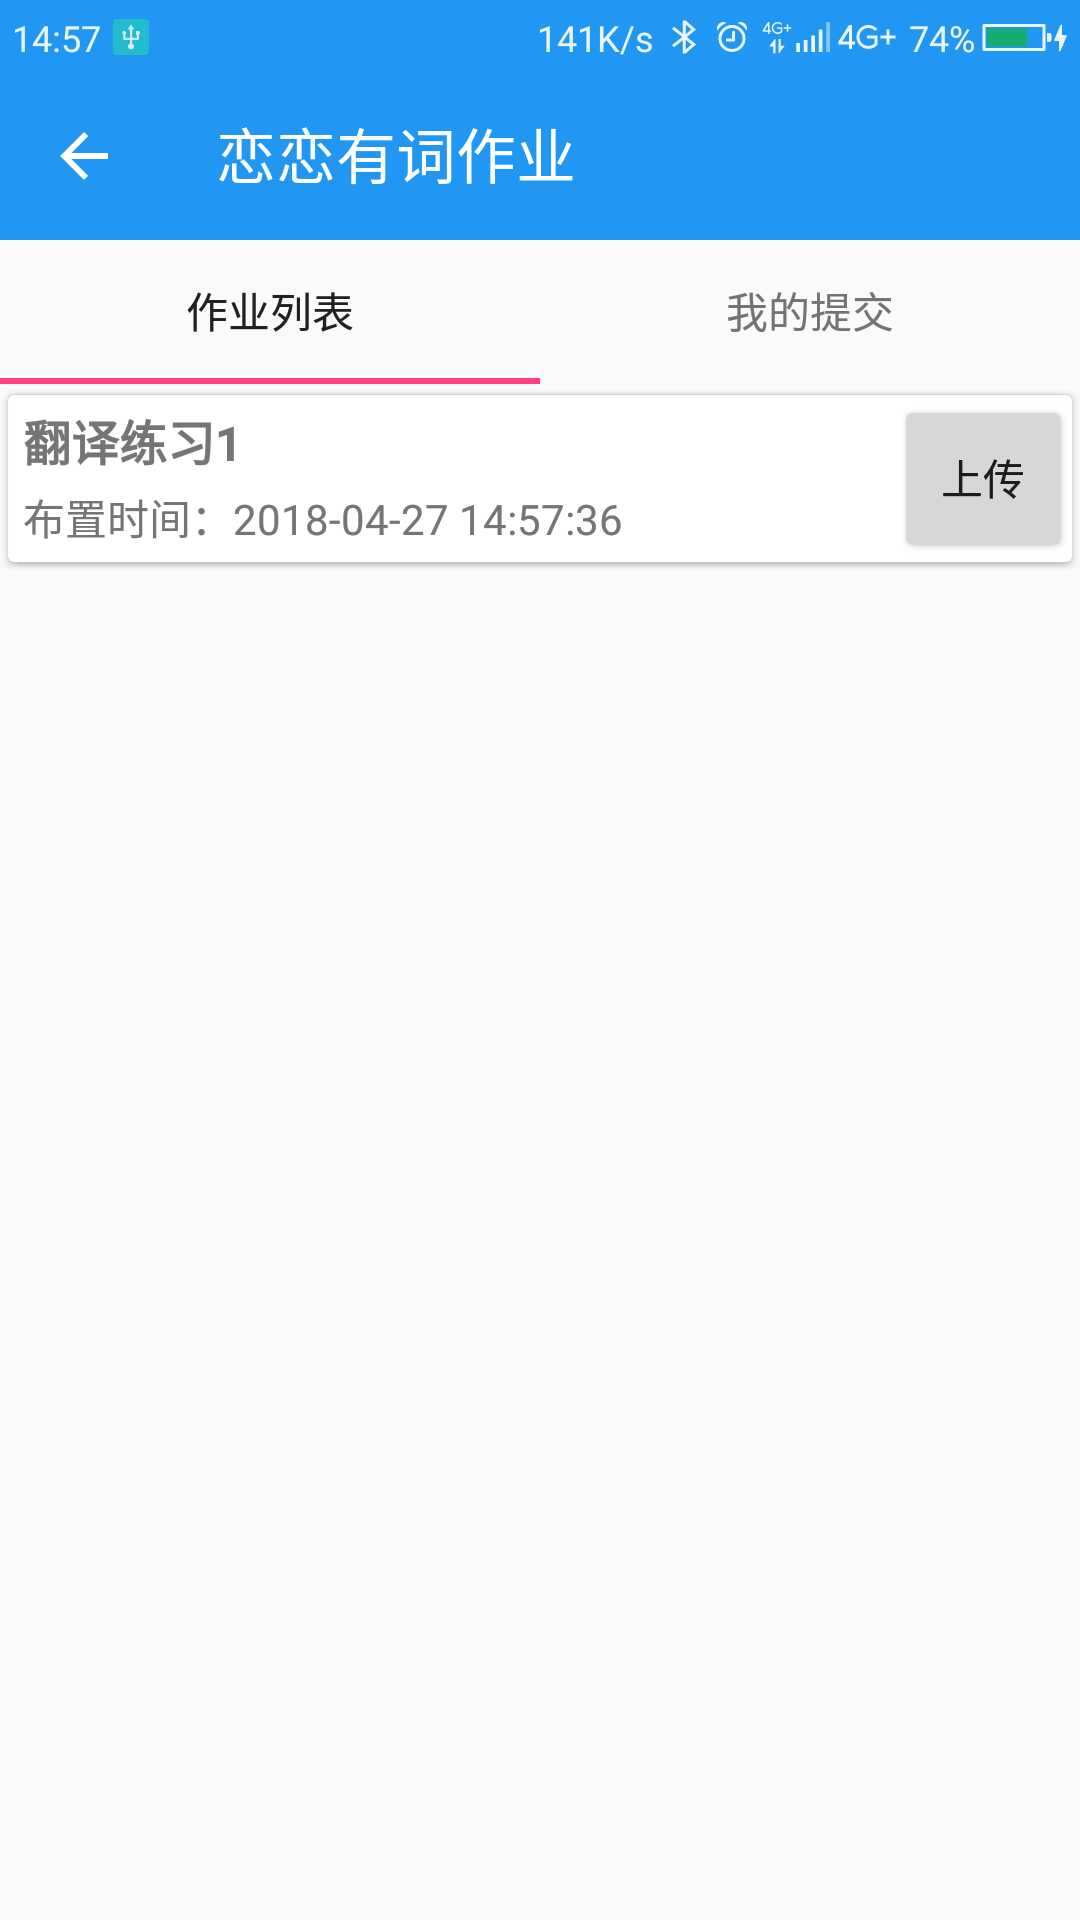 14:57 141K/s 4G+ 4G+ 74%
恋恋有词作业
作业列表 我的提交
翻译练习1
布置时间：2018-04-27 14:57:36
上传